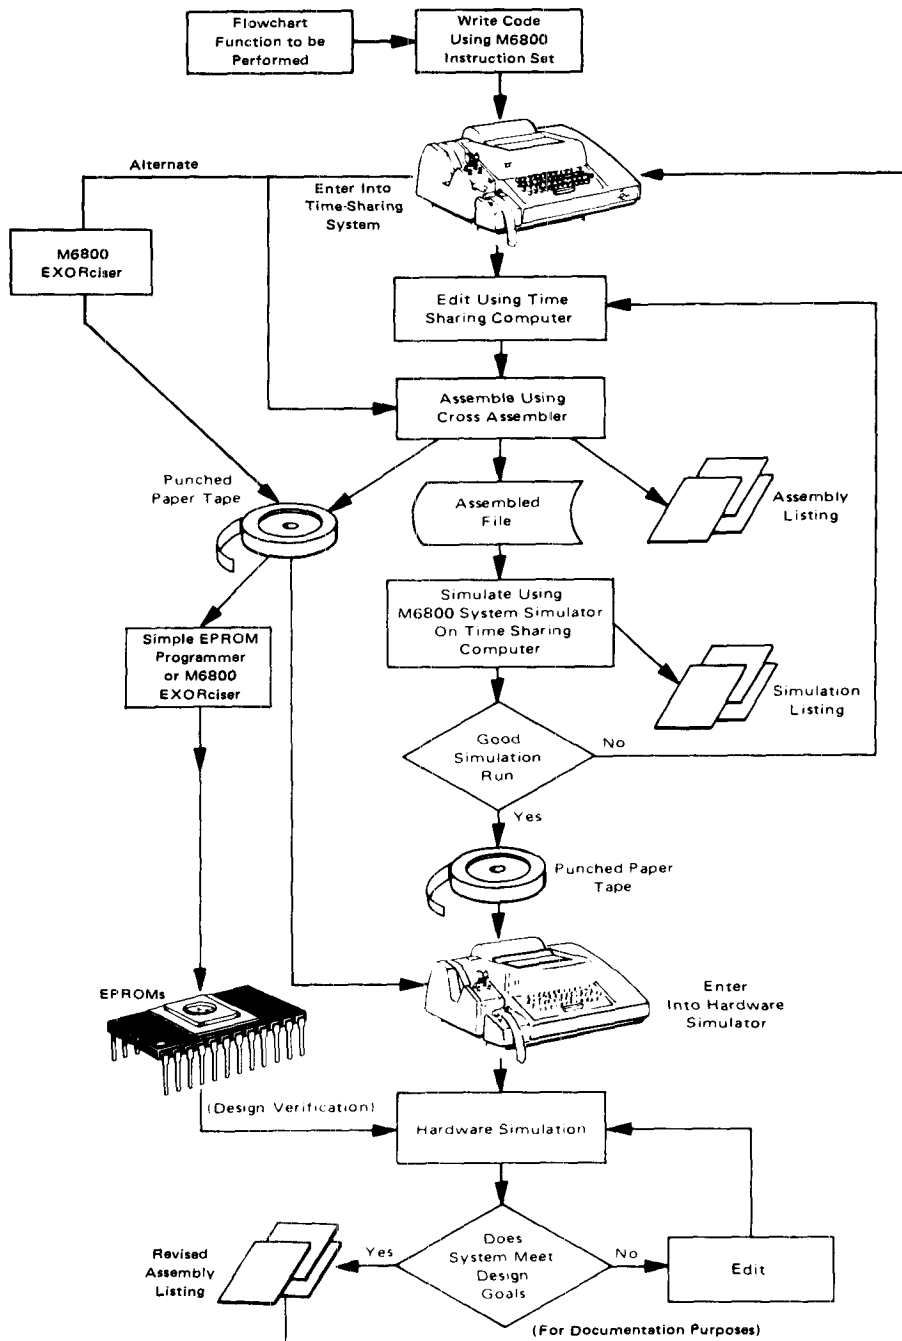 Flowchart
Function to be
Performed
Write Code
Using M6800
Instruction Set
Alternate
Enter Into
Time-Sharing
System
M6800
EXORciser
Edit Using Time
Sharing Computer
Assemble Using
Cross Assembler
Punched
Paper Tape
Assembled
File
Assembly
Listing
Simulate Using
M6800 System Simulator
On Time Sharing
Computer
Simple EPROM
Programmer
or M6800
EXORciser
Simulation
Listing
Good
Simulation
Run
No
Yes
Punched Paper
Tape
EPROMs
Enter
Into Hardware
Simulator
(Design Verification)
Hardware Simulation
Does
System Meet
Design
Goals
Yes
No
Edit
Revised
Assembly
Listing
(For Documentation Purposes)